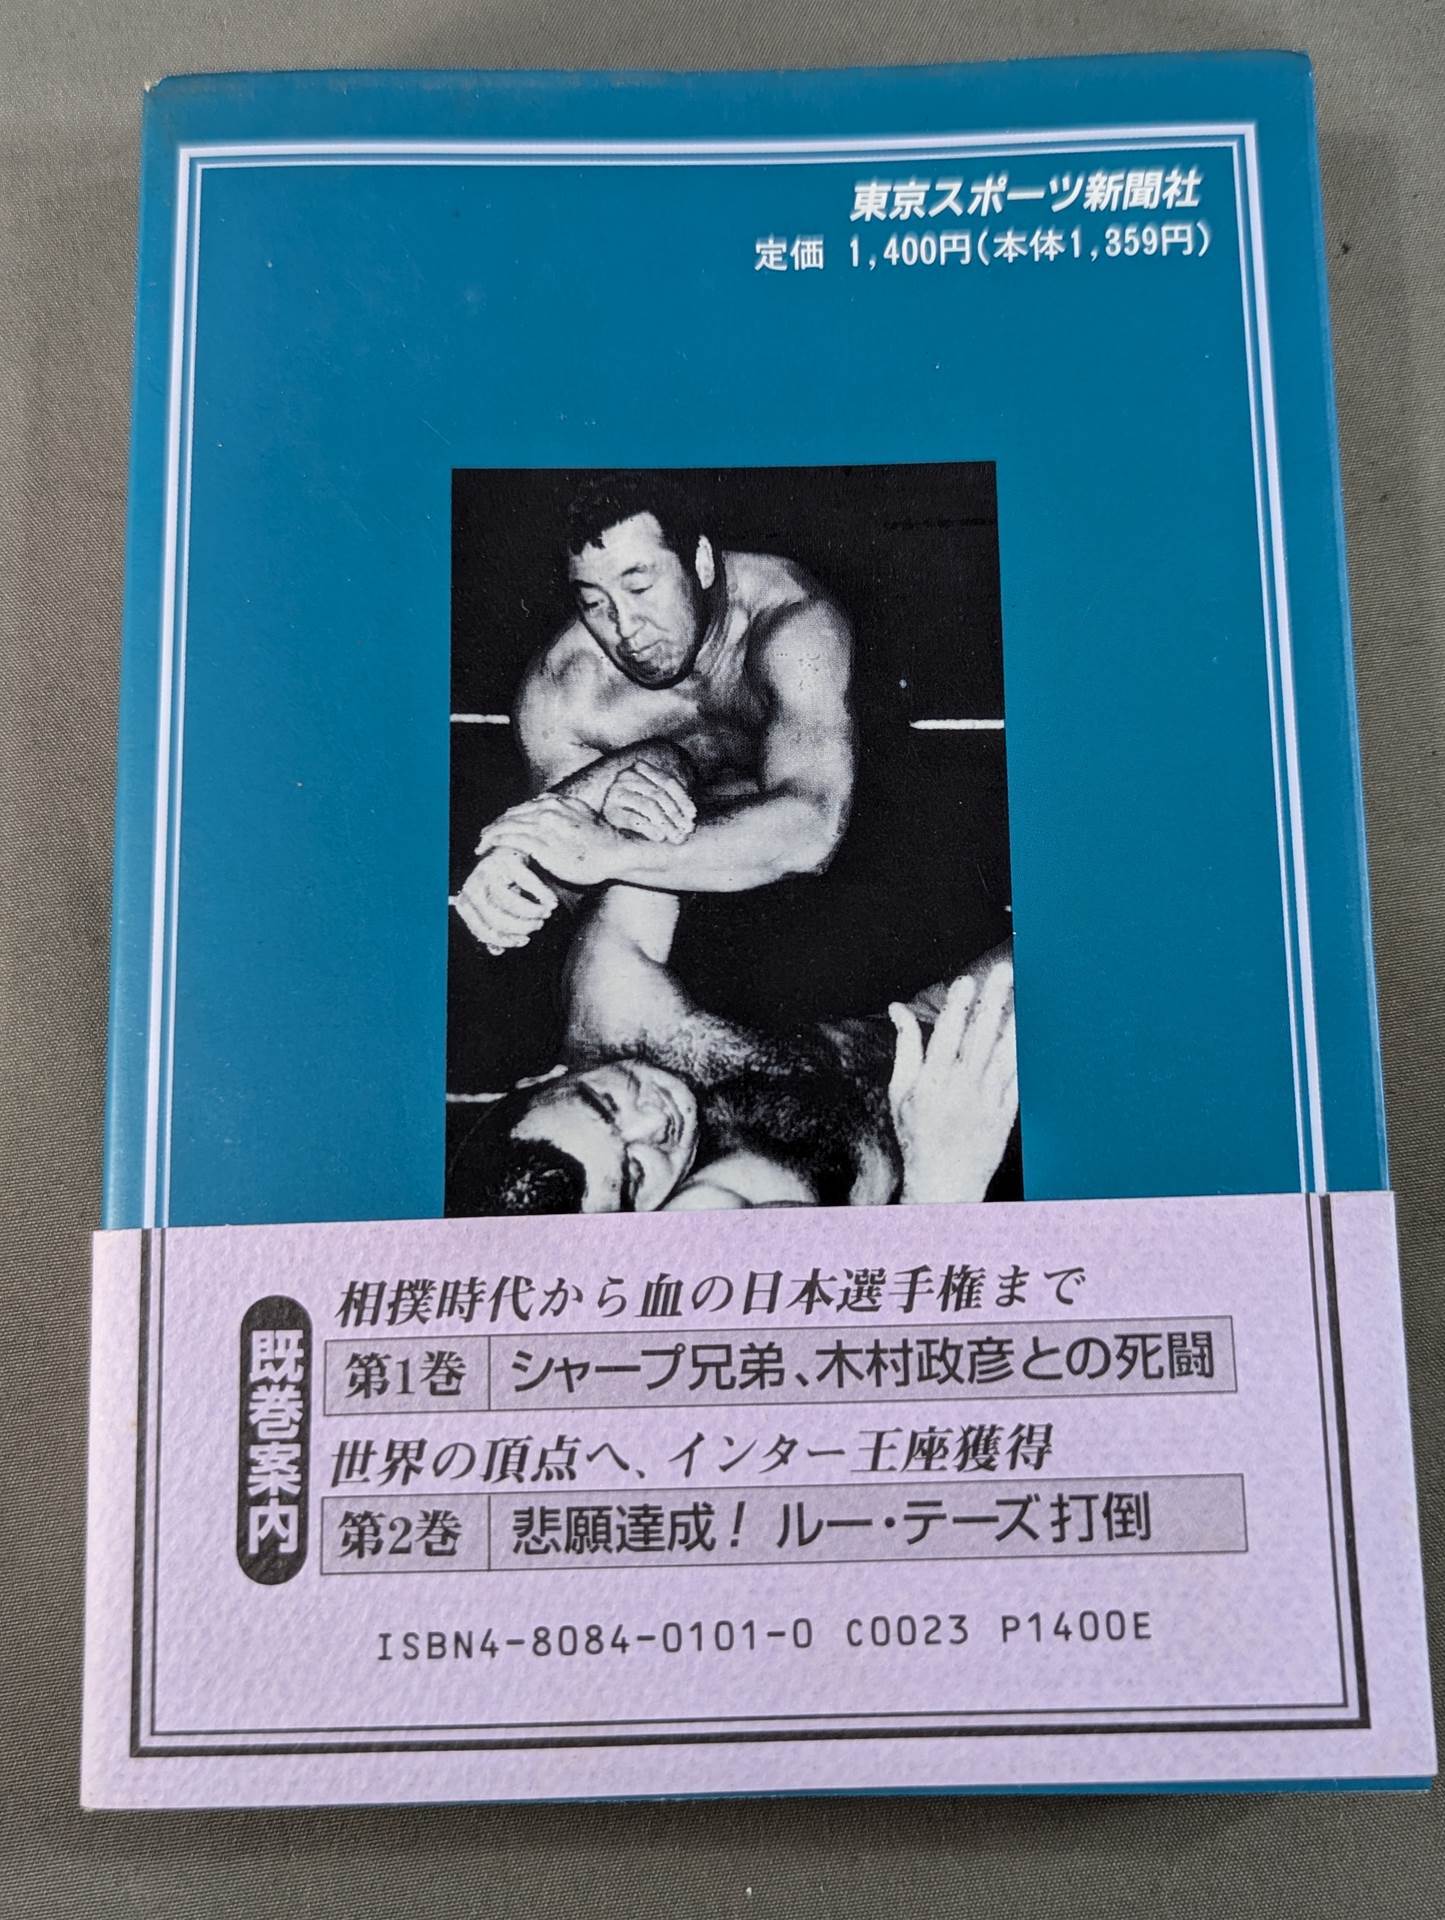 東京スポーツ新聞社
定価 1,400円(本体1,359円)
既巻案内
相撲時代から血の日本選手権まで
第1巻 シャープ兄弟、木村政彦との死闘
世界の頂点へ、インター王座獲得
第2巻 悲願達成！ ルー・テーズ打倒
ISBN4-8084-0101-0 C0023 P1400E